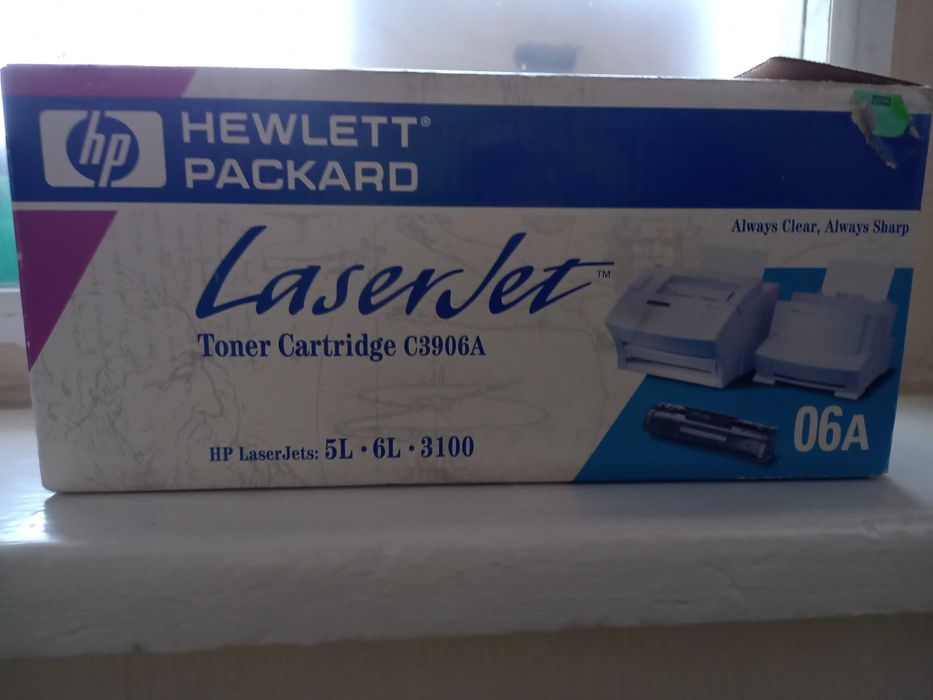 hp
HEWLETT®
PACKARD
Always Clear, Always Sharp
LaserJet™
Toner Cartridge C3906A
HP LaserJets: 5L · 6L · 3100
06A